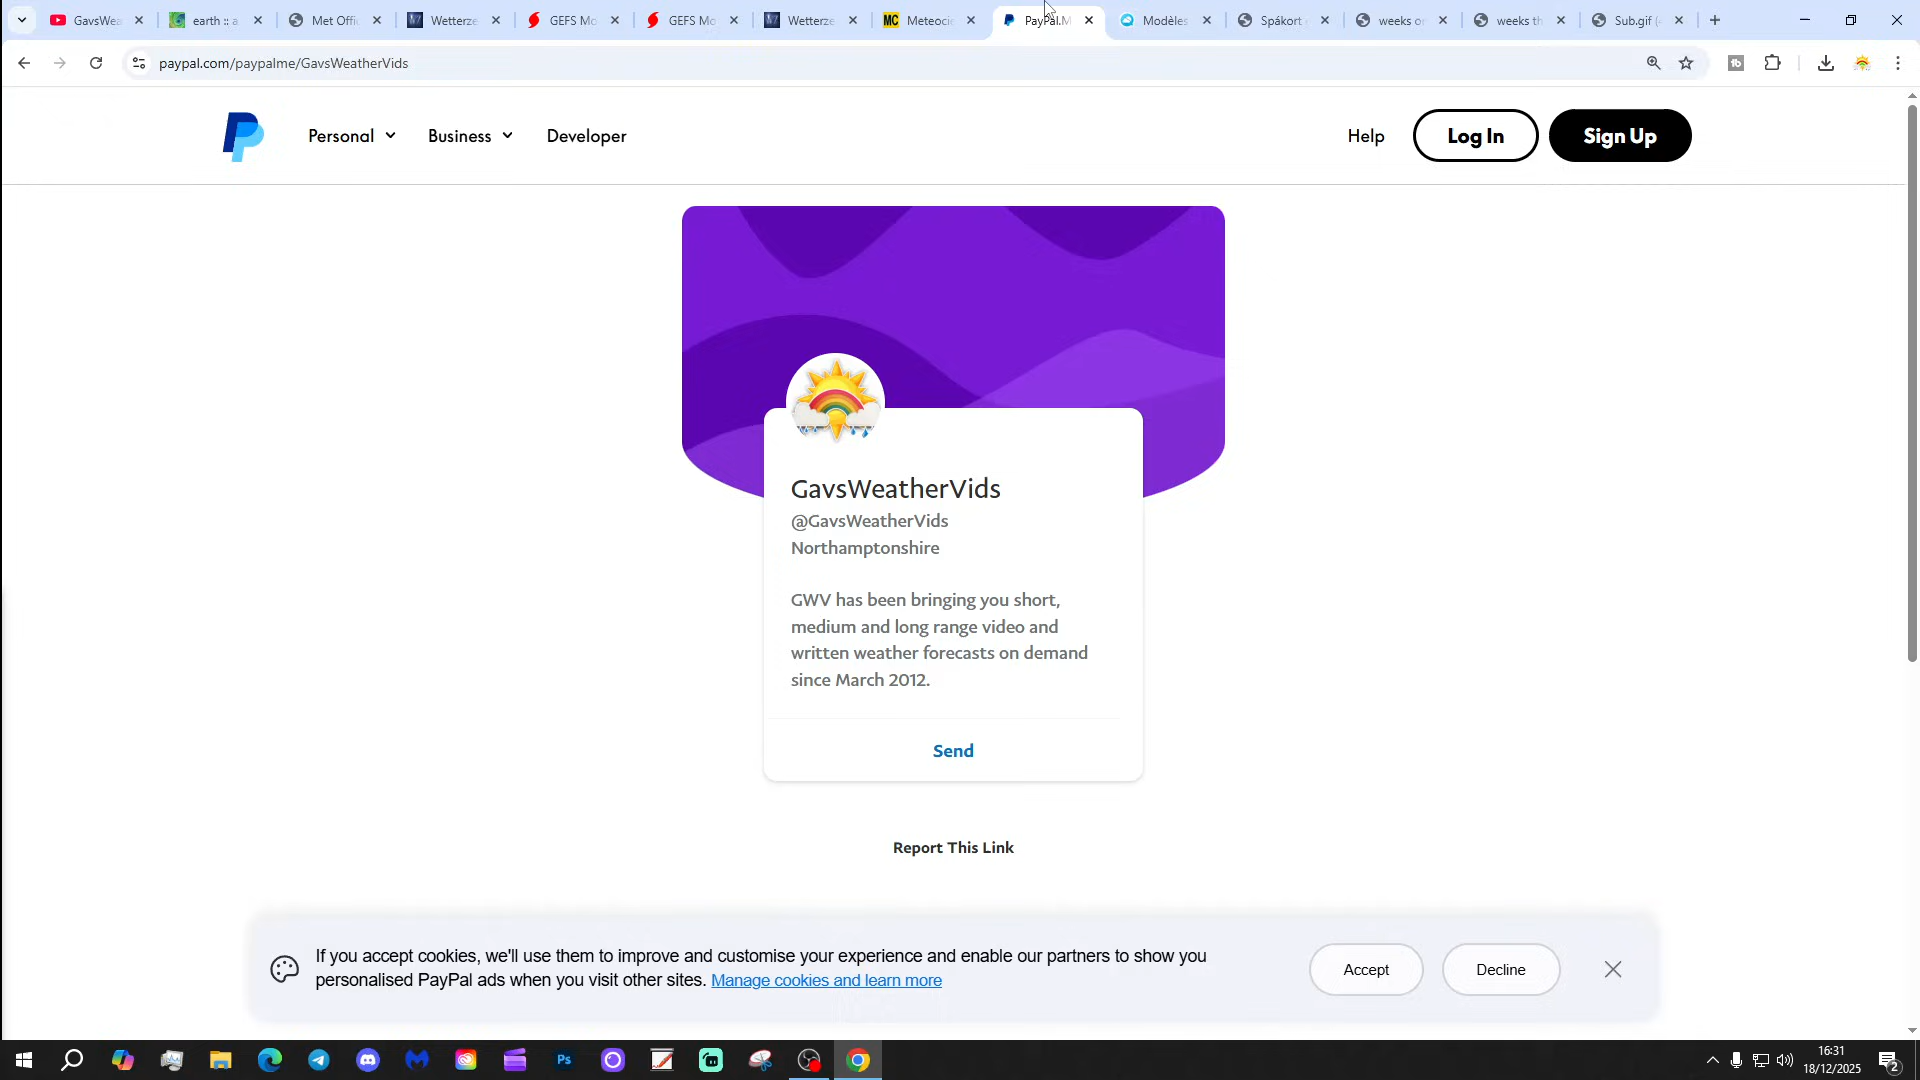 GavsWea
earth :: a
Met Offi
Wetterze
GEFS Mo
GEFS Mo
Wetterze
MC
Meteocie
PayPal.M
Modèles
Spákort
weeks or
weeks th
Sub.gif (
paypal.com/paypalme/GavsWeatherVids
Personal
Business
Developer
Help
Log In
Sign Up
GavsWeatherVids
@GavsWeatherVids
Northamptonshire
GWV has been bringing you short,
medium and long range video and
written weather forecasts on demand
since March 2012.
Send
Report This Link
If you accept cookies, we'll use them to improve and customise your experience and enable our partners to show you
personalised PayPal ads when you visit other sites. Manage cookies and learn more
Accept
Decline
Ps
16:31
18/12/2025
2